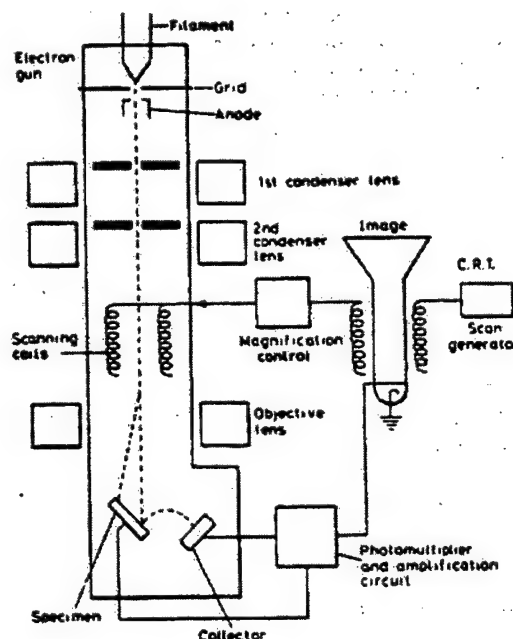 Filament
Electron
gun
Grid
Anode
1st condenser lens
2nd
condenser
lens
Image
C.R.T.
Scanning
coils
Magnification
control
Scan
generator
Objective
lens
Photomultiplier
and amplification
circuit
Specimen
Collector